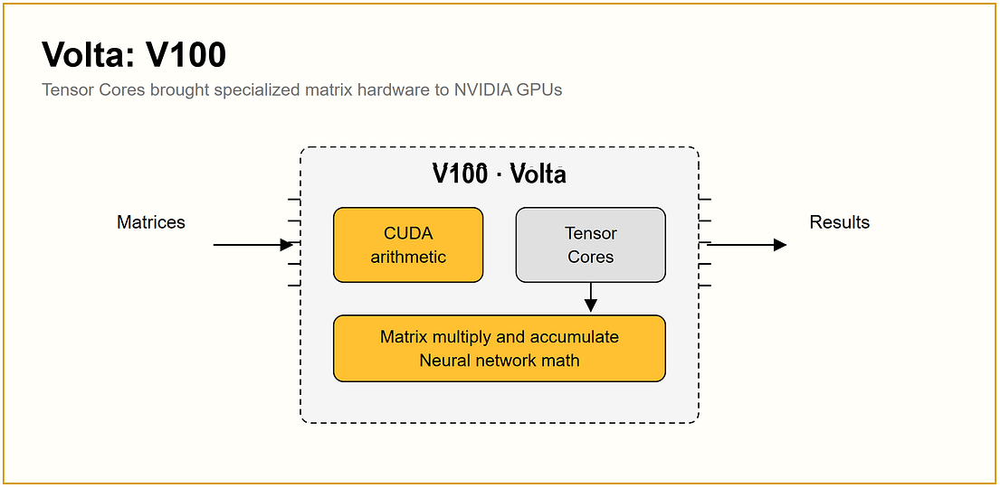 Volta: V100
Tensor Cores brought specialized matrix hardware to NVIDIA GPUs
V100 · Volta
Matrices
CUDA
arithmetic
Tensor
Cores
Results
Matrix multiply and accumulate
Neural network math